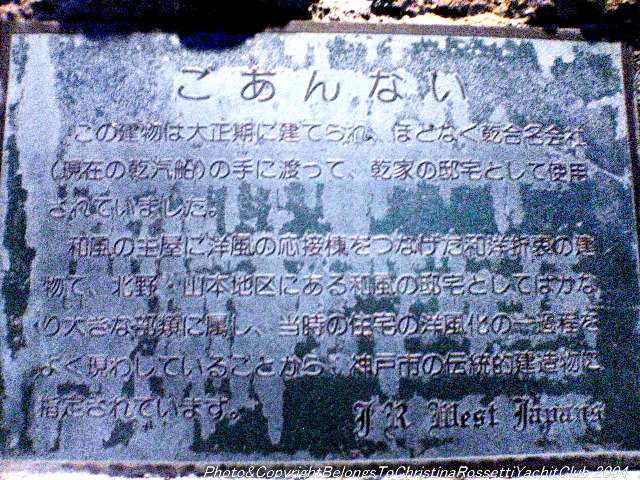 ごあんない
この建物は大正期に建てられ、ほどなく乾合名会社
(現在の乾汽船)の手に渡って、乾家の邸宅として使用
されていました。
和風の主屋に洋風の応接棟をつなげた和洋折衷の建
物で、北野・山本地区にある和風の邸宅としてはかな
り大きな部類に属し、当時の住宅の洋風化の一過程を
よく現わしていることから、神戸市の伝統的建造物に
指定されています。
J R West Japans
Photo&CopyrightBelongsToChristinaRossettiYachitClub 2004